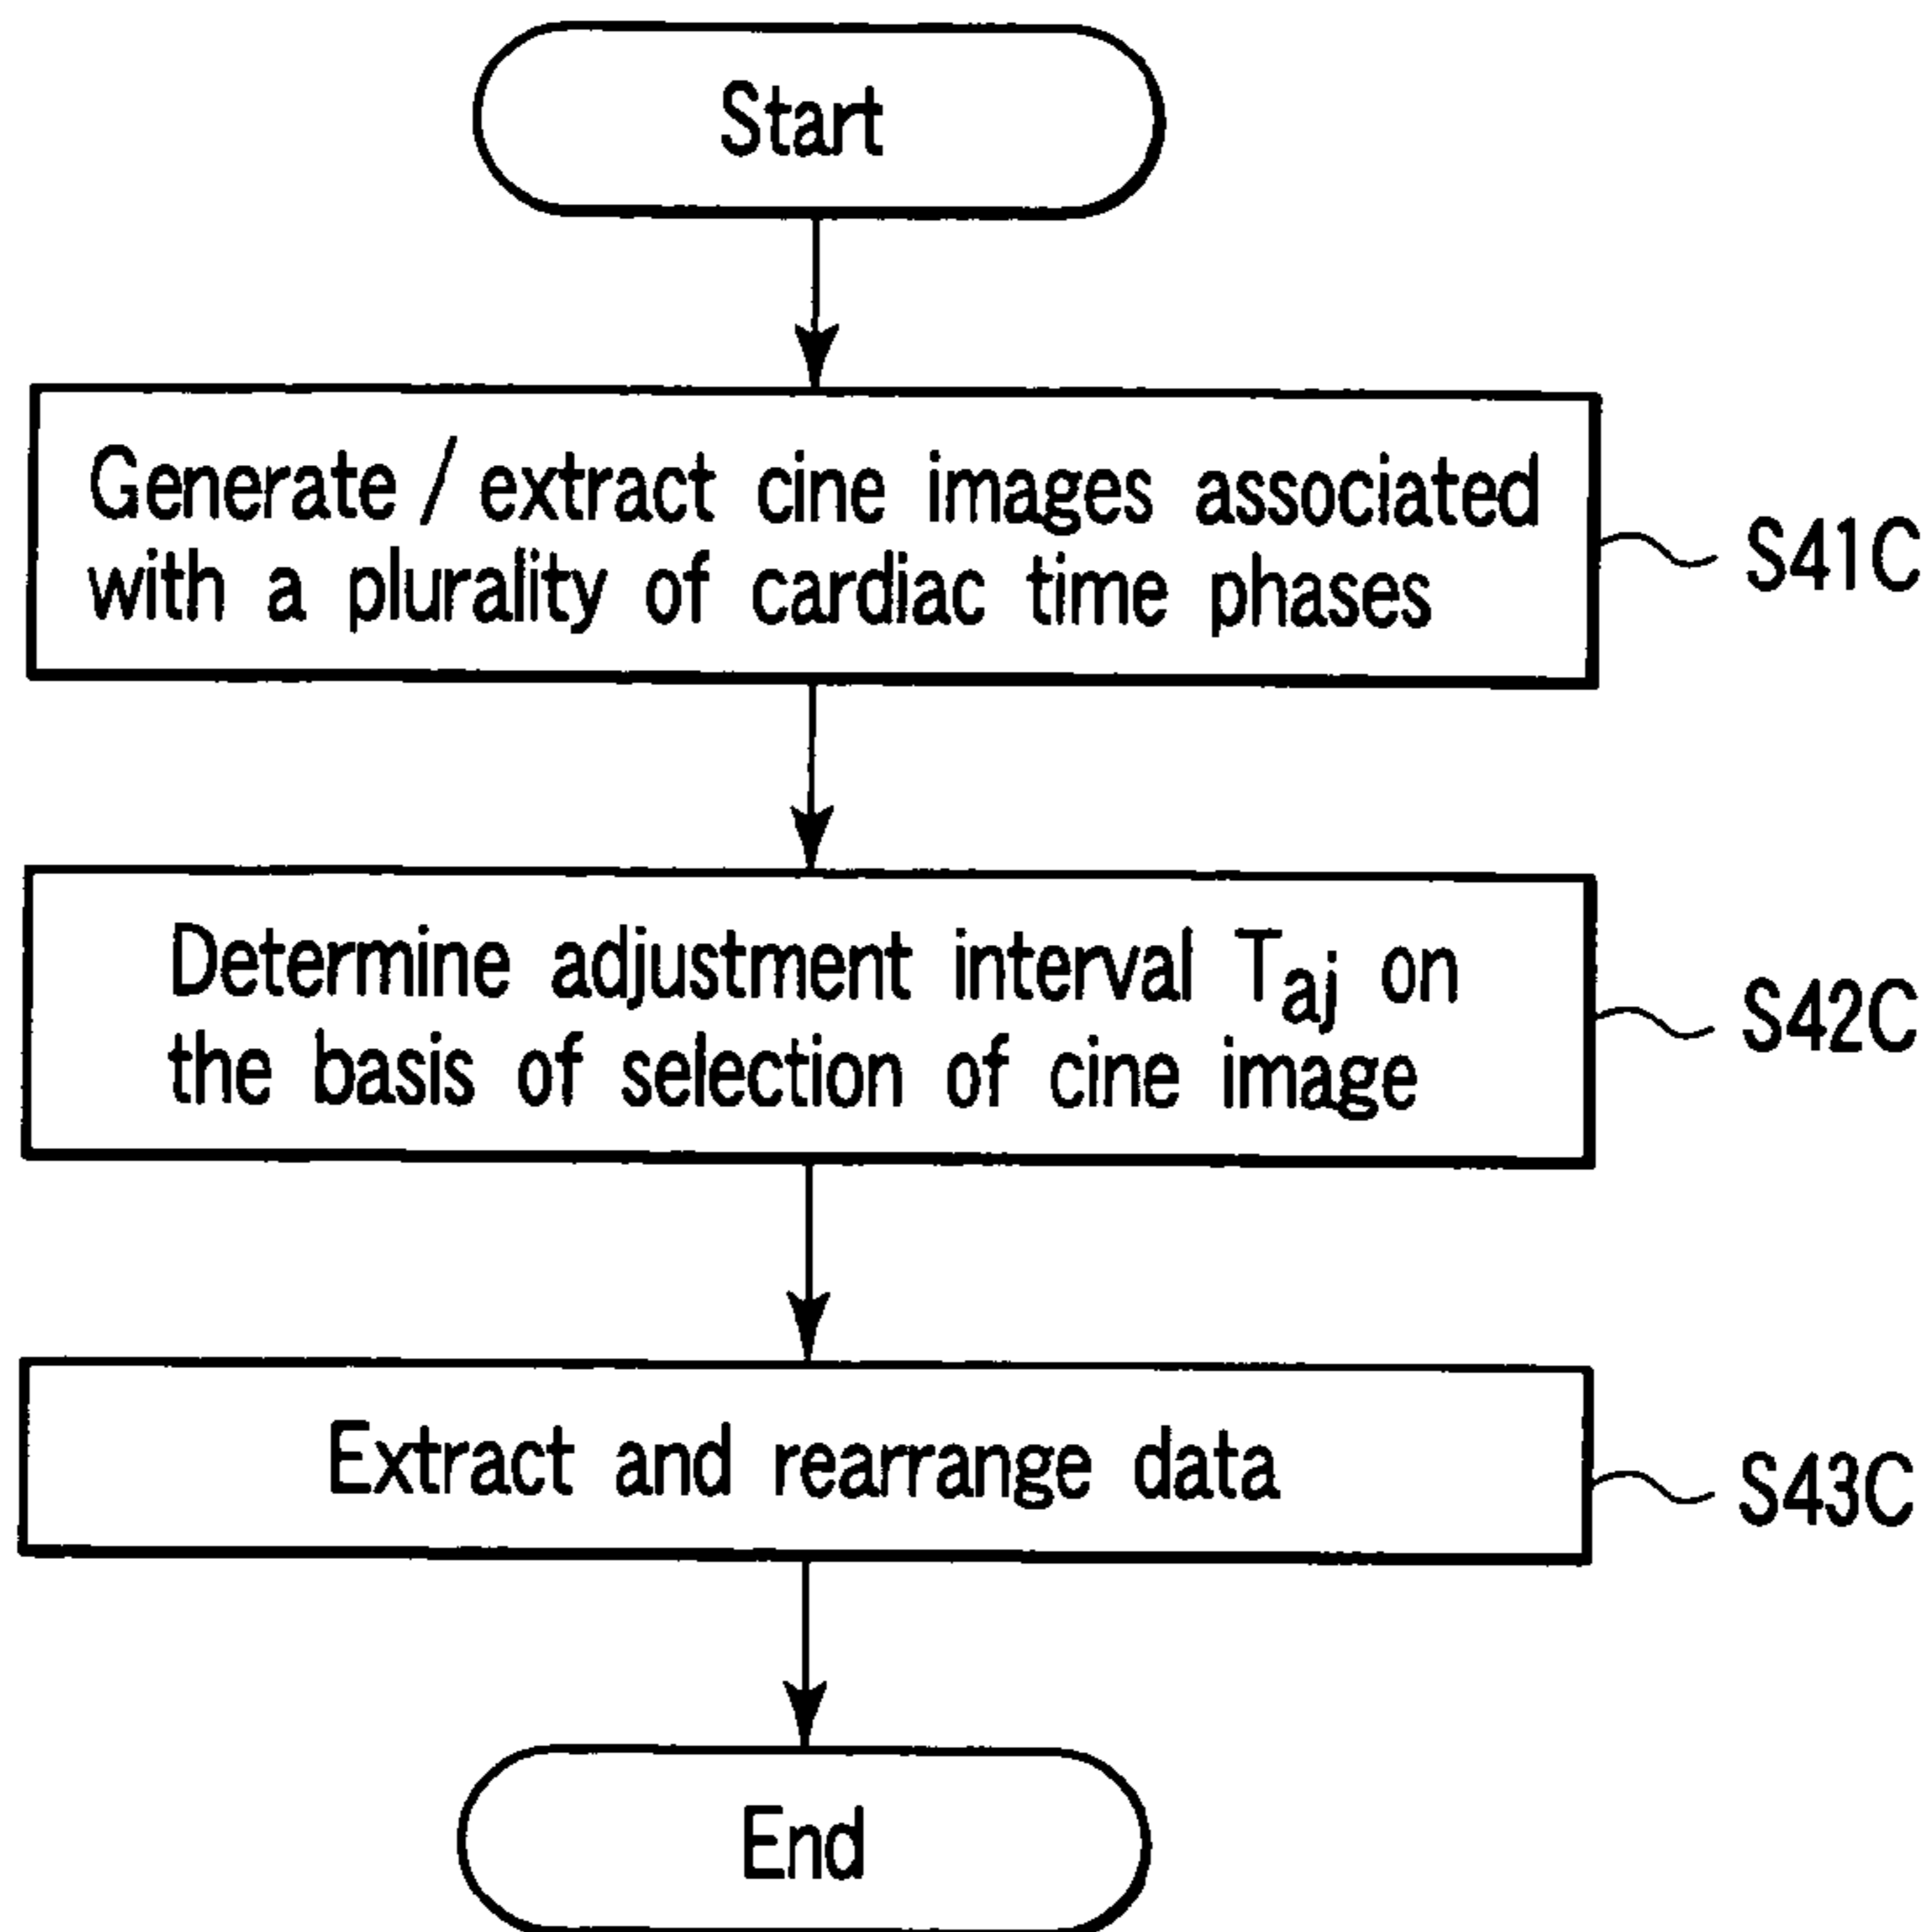 Start
Generate / extract cine images associated
with a plurality of cardiac time phases
S41C
Determine adjustment interval Taj on
the basis of selection of cine image
S42C
Extract and rearrange data
S43C
End